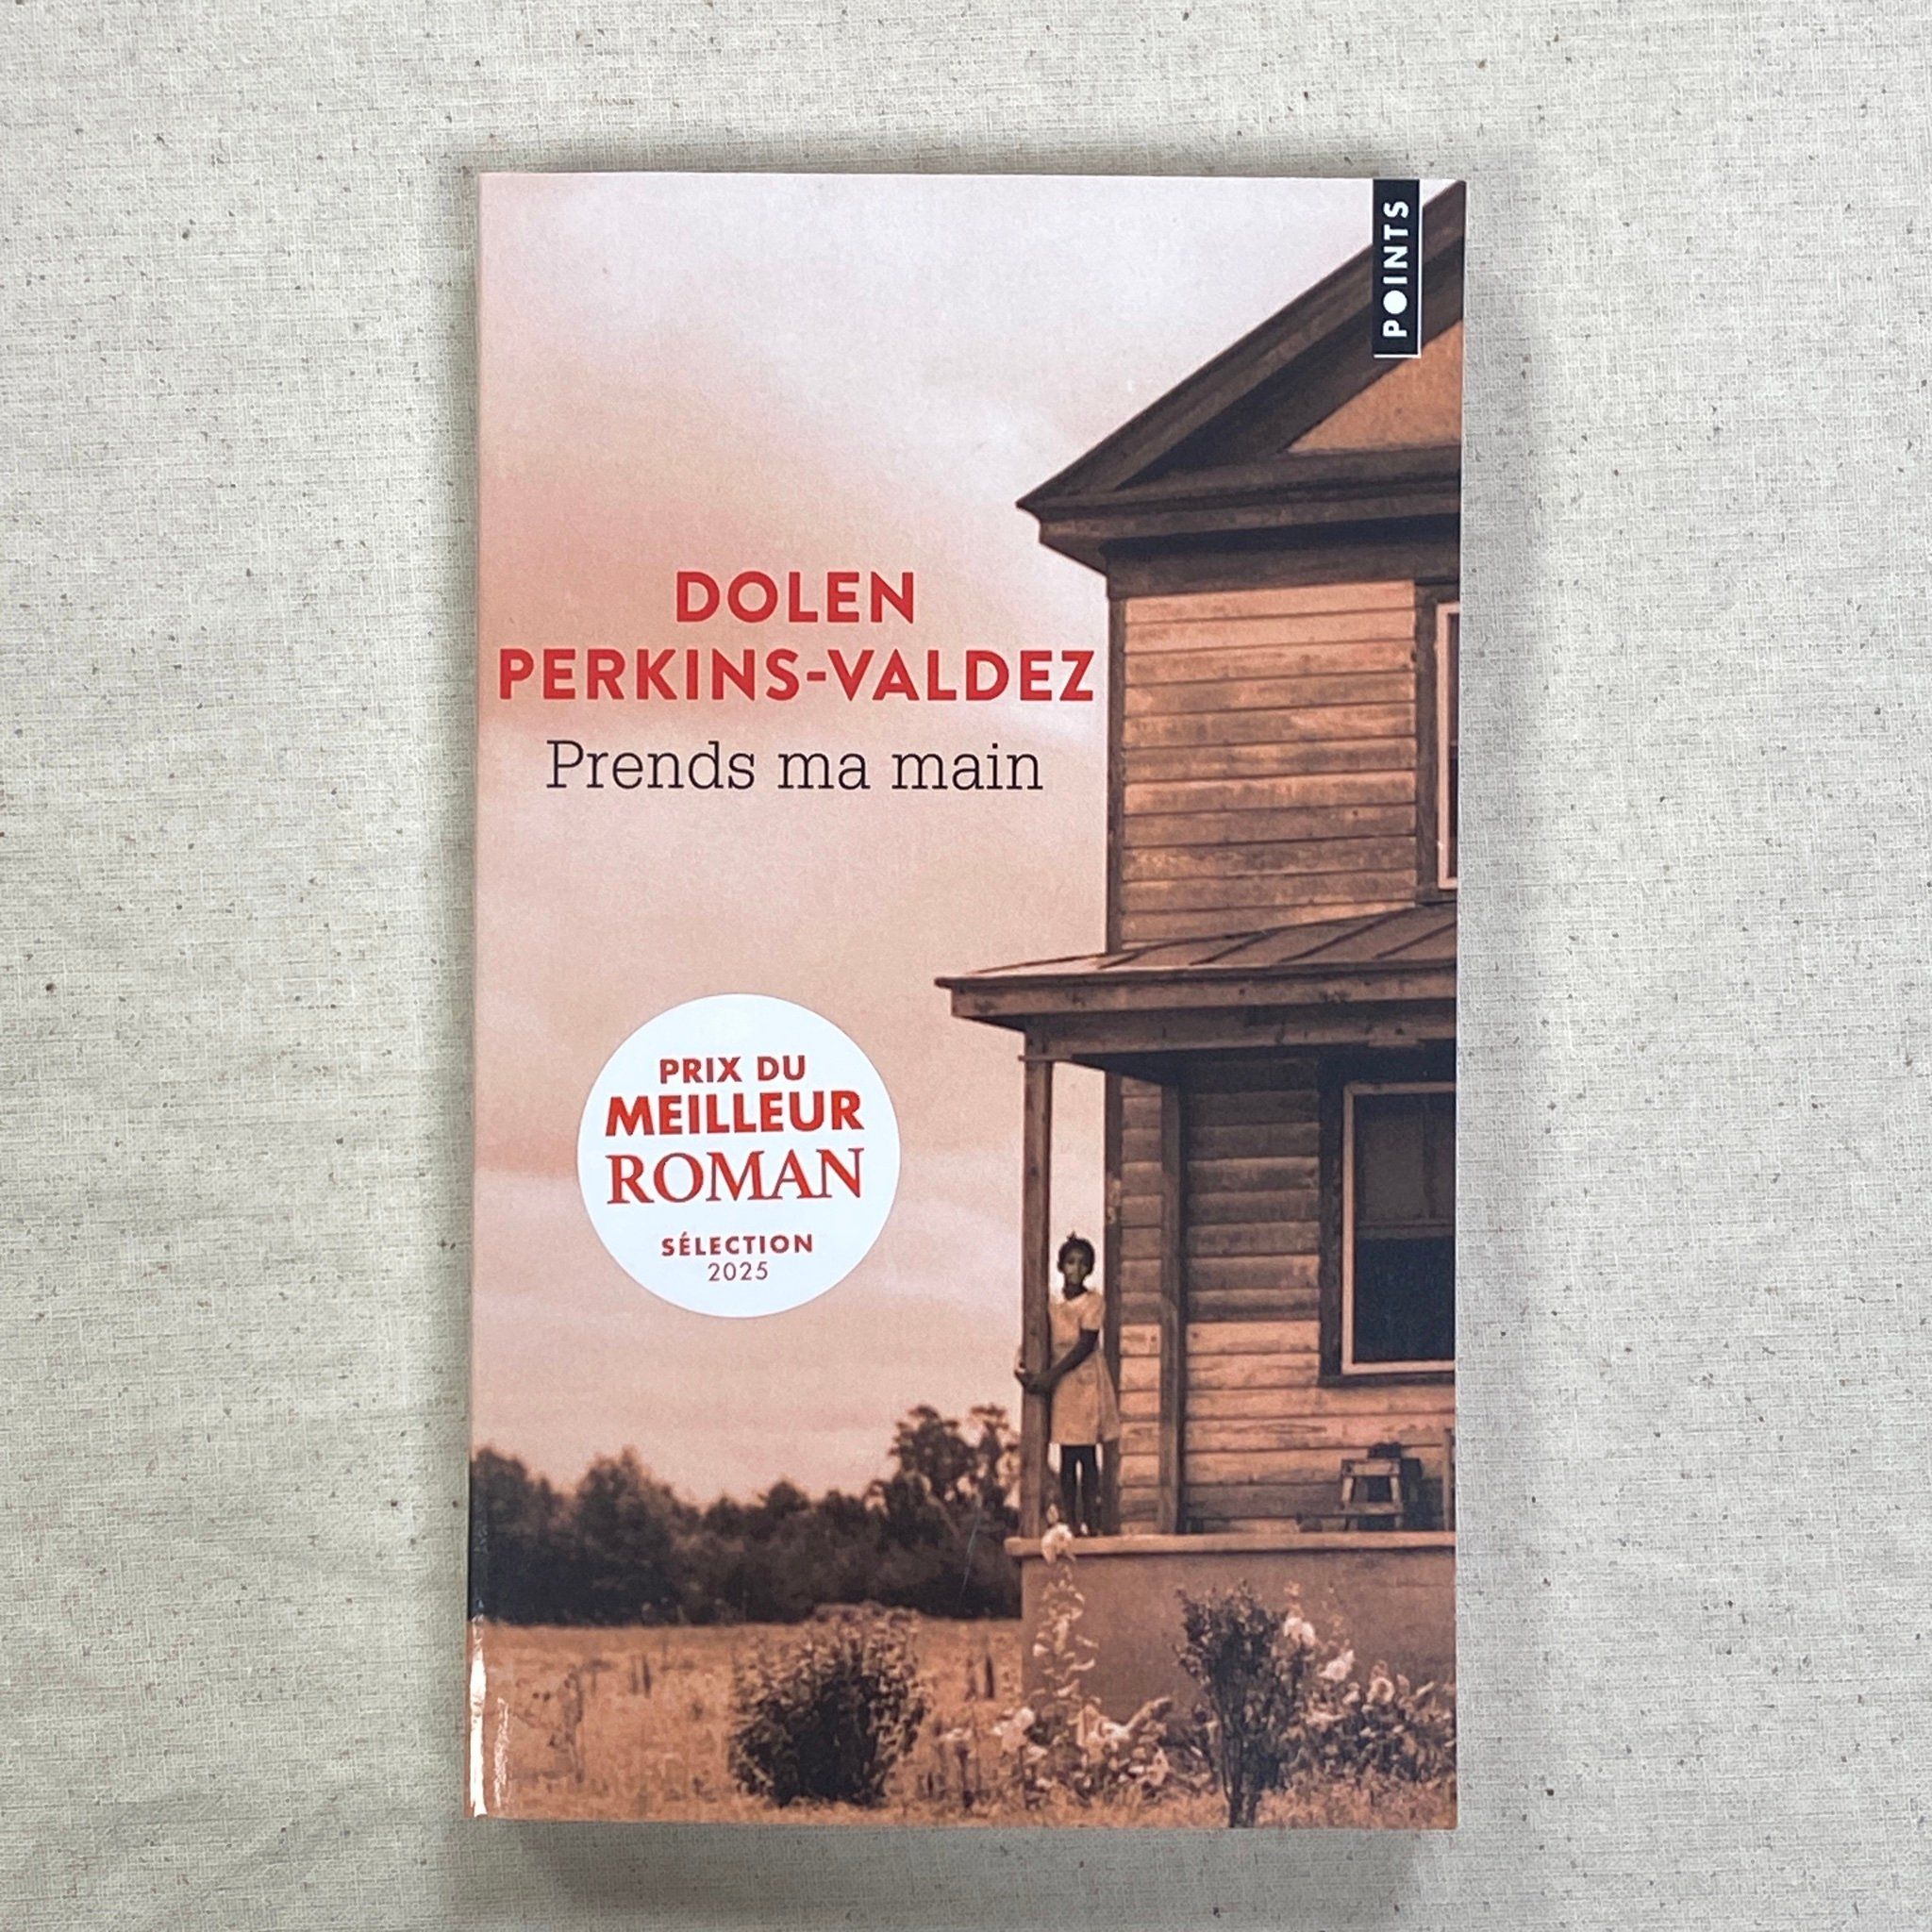 POINTS
DOLEN
PERKINS-VALDEZ
Prends ma main
PRIX DU
MEILLEUR
ROMAN
SÉLECTION
2025